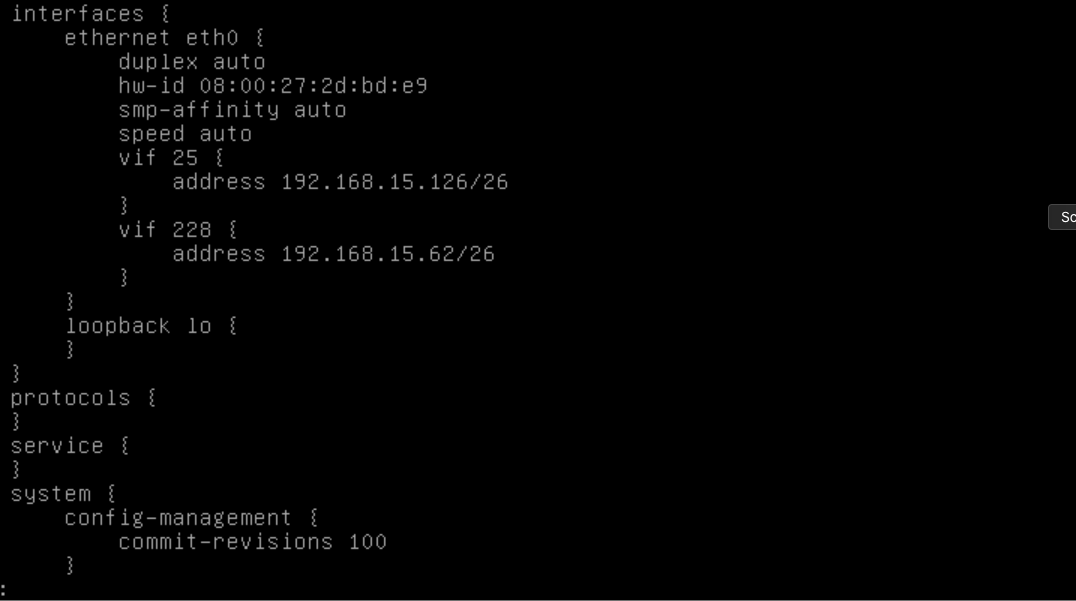 interfaces {
    ethernet eth0 {
        duplex auto
        hw-id 08:00:27:2d:bd:e9
        smp-affinity auto
        speed auto
        vif 25 {
            address 192.168.15.126/26
        }
        vif 228 {
            address 192.168.15.62/26
        }
    }
    loopback lo {
    }
}
protocols {
}
service {
}
system {
    config-management {
        commit-revisions 100
    }
: